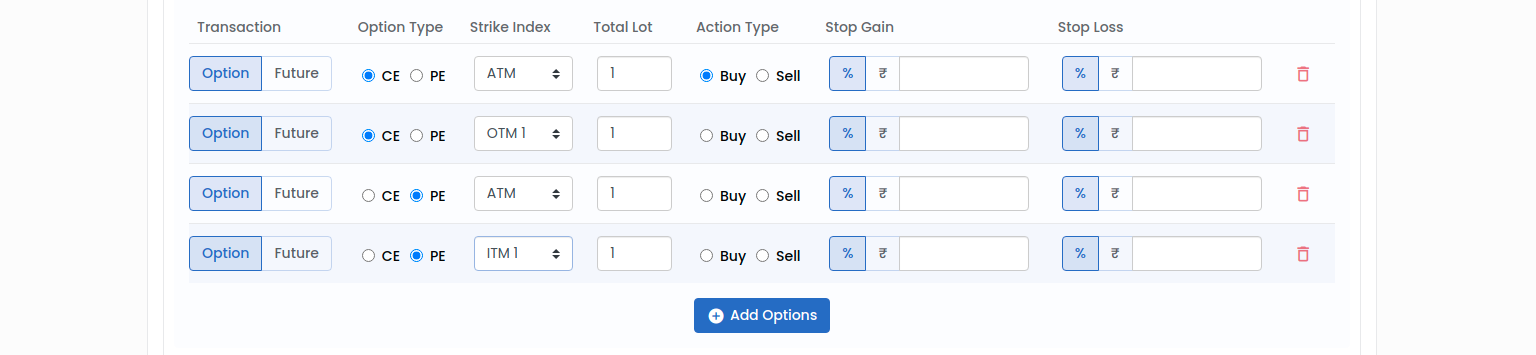 Transaction Option Type Strike Index Total Lot Action Type Stop Gain Stop Loss
Option Future CE PE ATM 1 Buy Sell % ₹ % ₹
Option Future CE PE OTM 1 1 Buy Sell % ₹ % ₹
Option Future CE PE ATM 1 Buy Sell % ₹ % ₹
Option Future CE PE ITM 1 1 Buy Sell % ₹ % ₹
Add Options